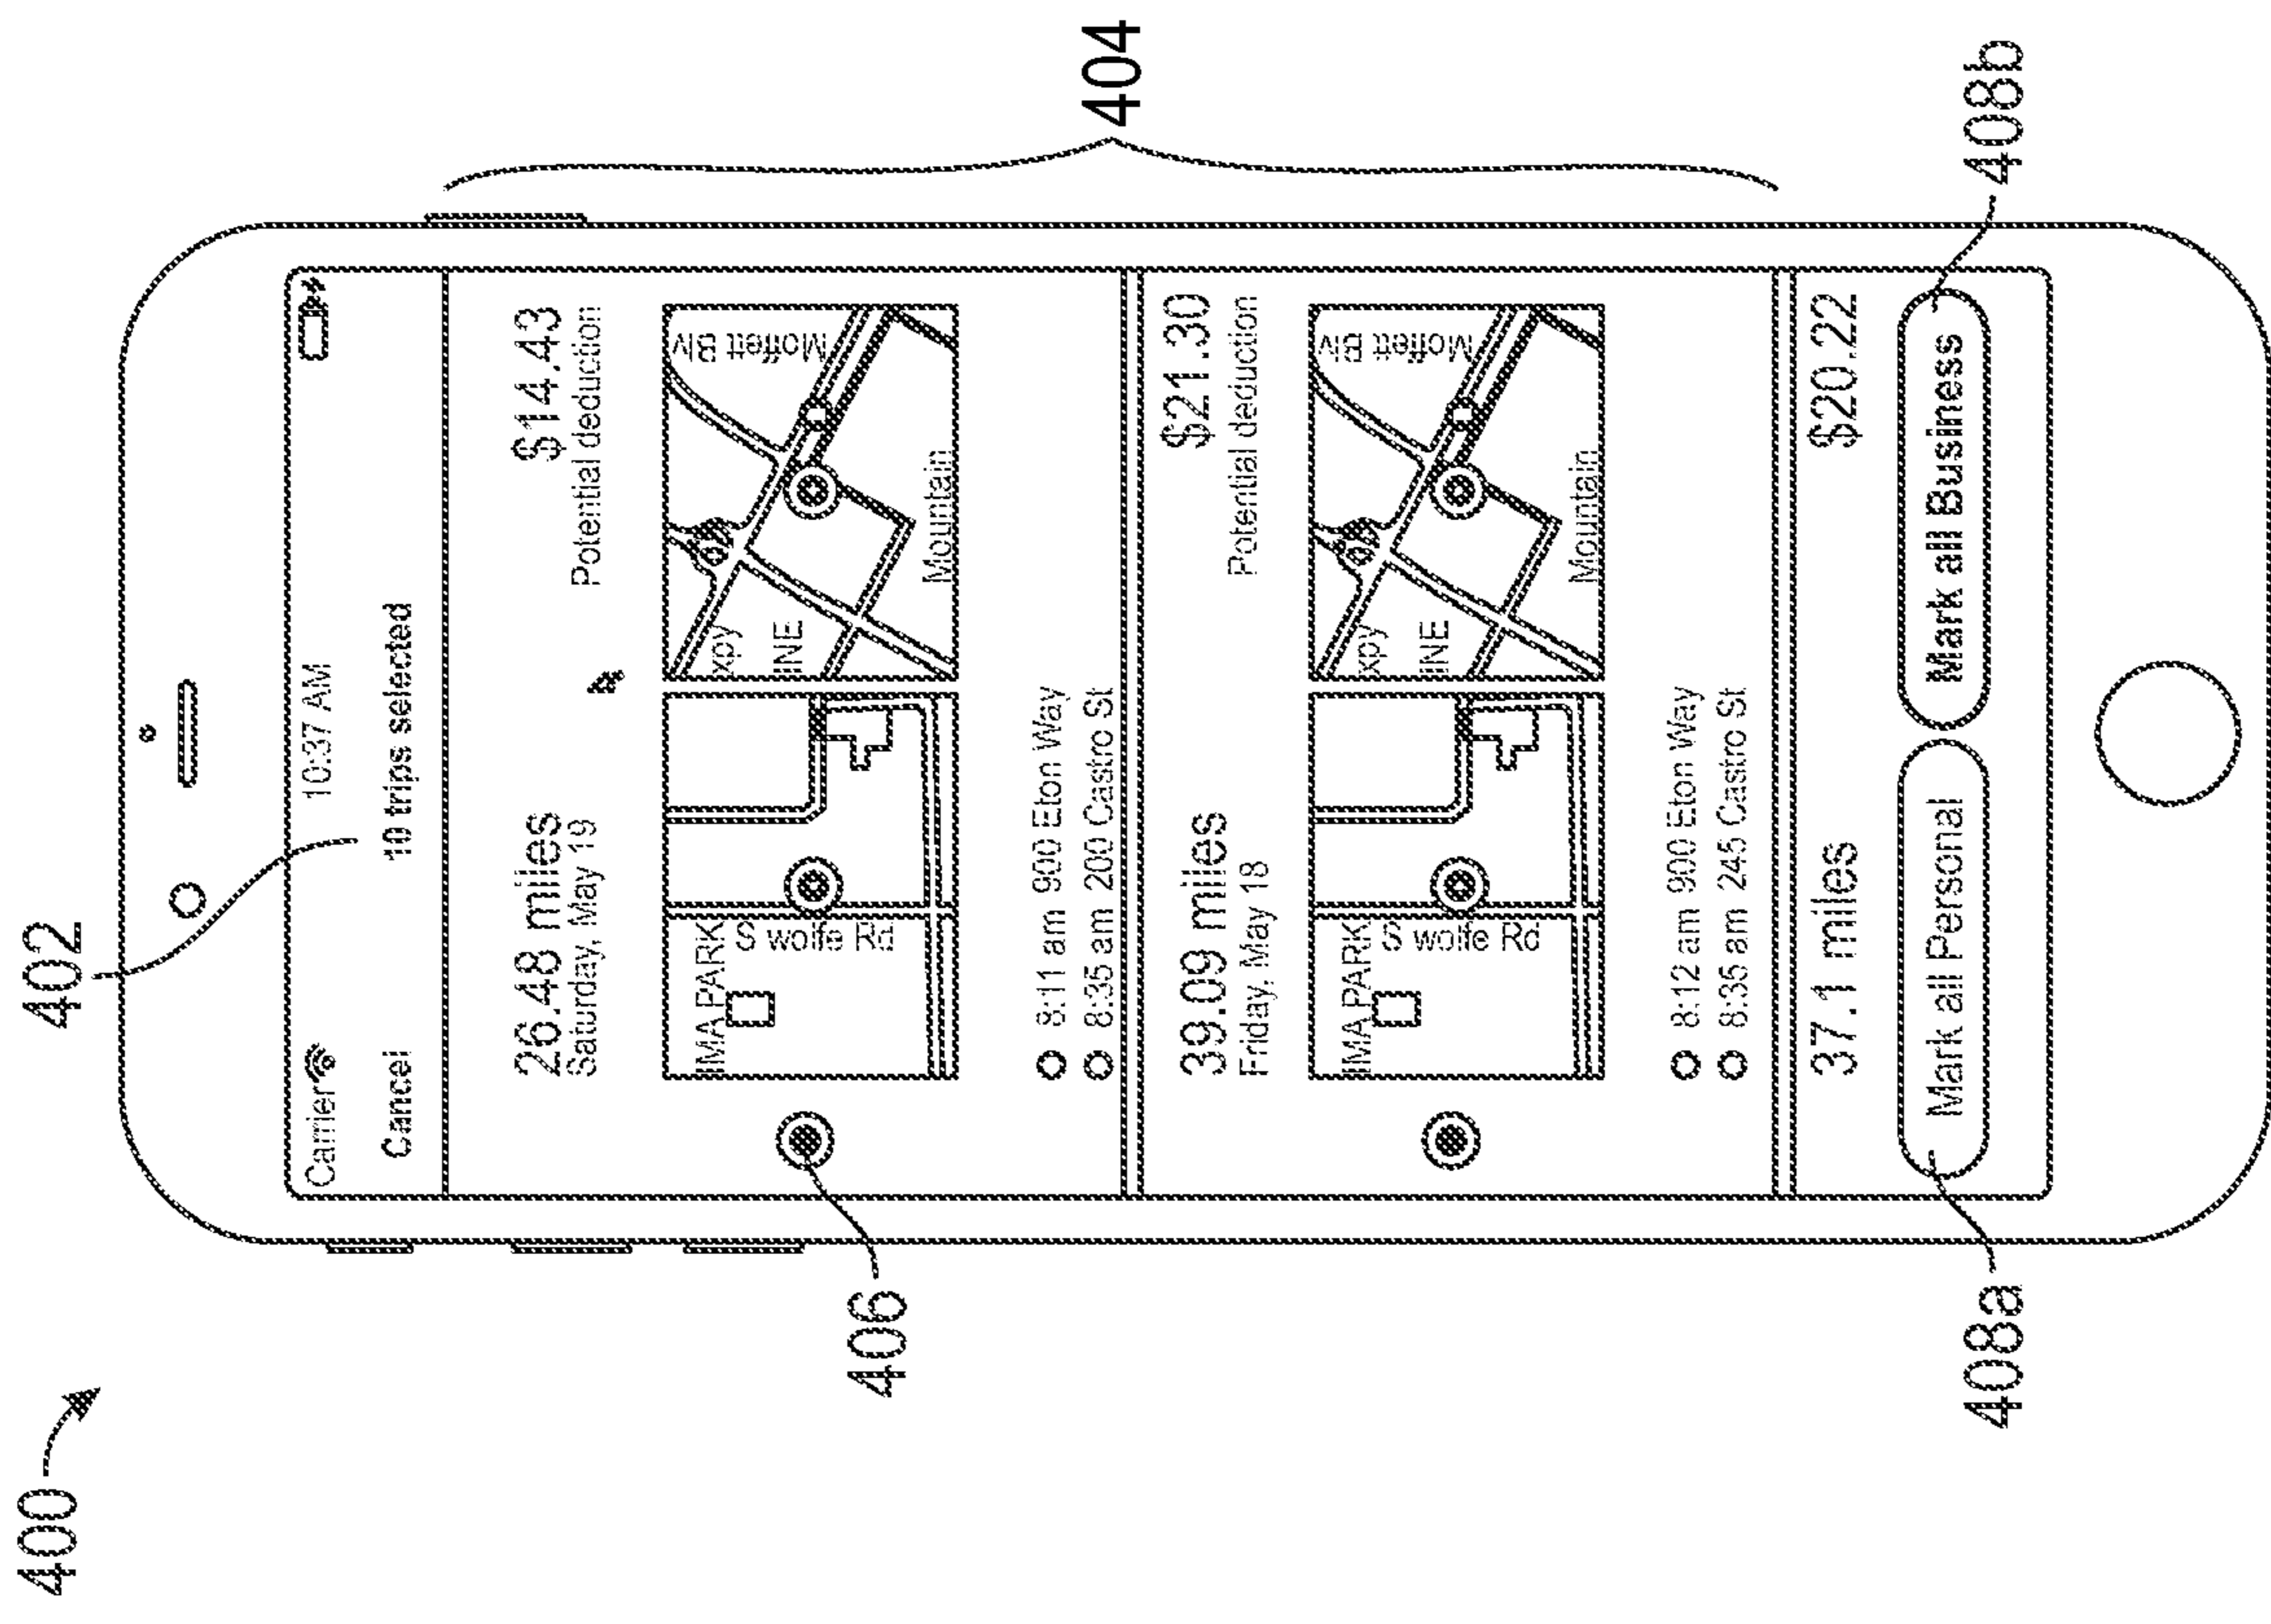 400
402
404
Carrier 10:37 AM
Cancel 10 trips selected
26.48 miles $14.43
Saturday, May 19 Potential deduction
IMA PARK
S wolfe Rd
xpy
INE
Moffett Blv
Mountain
406
8:11 am 900 Eton Way
8:35 am 200 Castro St
39.09 miles $21.30
Friday, May 18 Potential deduction
IMA PARK
S wolfe Rd
xpy
INE
Moffett Blv
Mountain
8:12 am 900 Eton Way
8:35 am 245 Castro St
37.1 miles $20.22
Mark all Personal Mark all Business
408a
408b